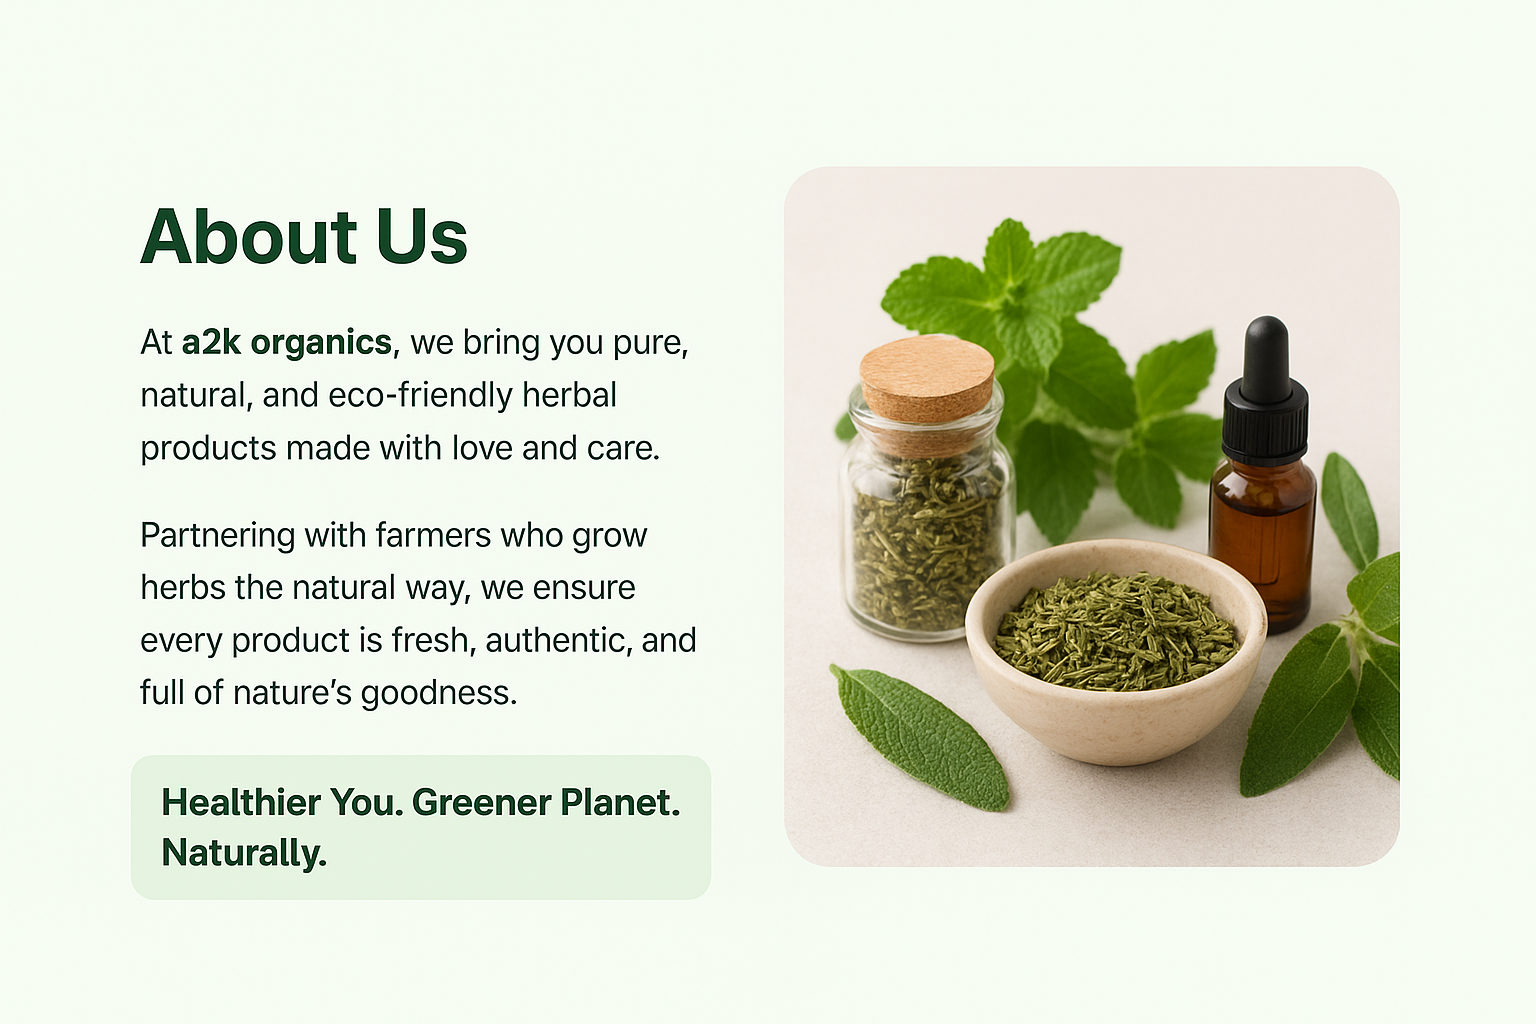 About Us
At a2k organics, we bring you pure,
natural, and eco-friendly herbal
products made with love and care.
Partnering with farmers who grow
herbs the natural way, we ensure
every product is fresh, authentic, and
full of nature’s goodness.
Healthier You. Greener Planet.
Naturally.